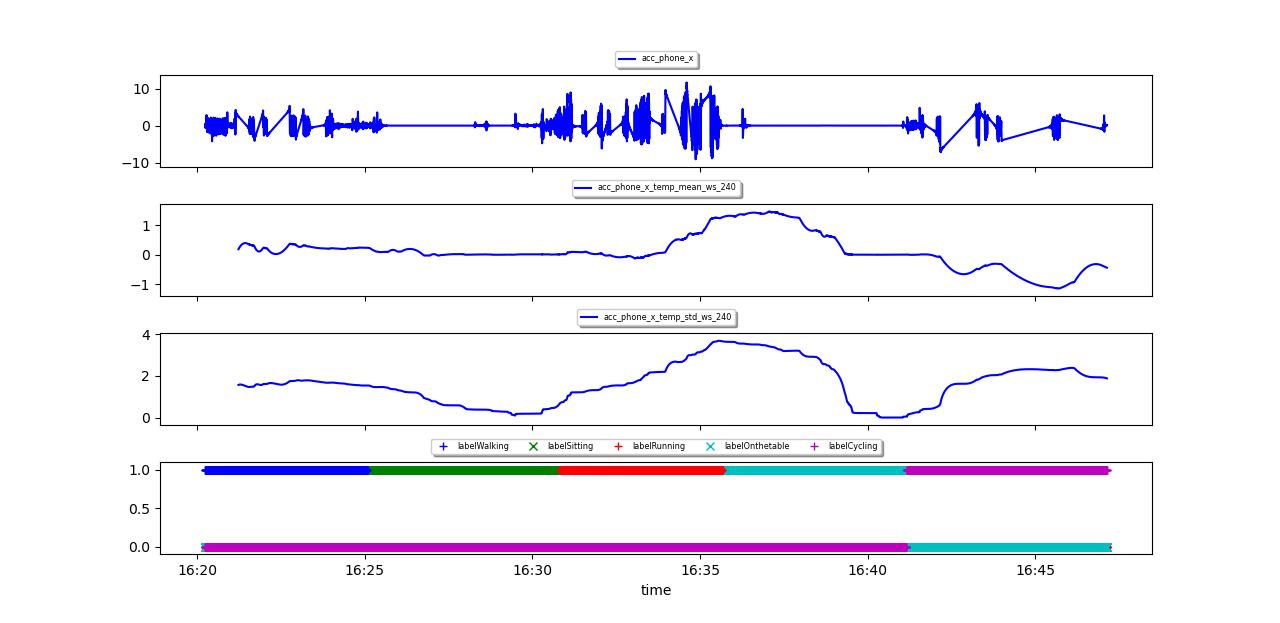 acc_phone_x
10
0
−10
acc_phone_x_temp_mean_ws_240
1
0
−1
acc_phone_x_temp_std_ws_240
4
2
0
labelWalking labelSitting labelRunning labelOnthetable labelCycling
1.0
0.5
0.0
16:20 16:25 16:30 16:35 16:40 16:45
time